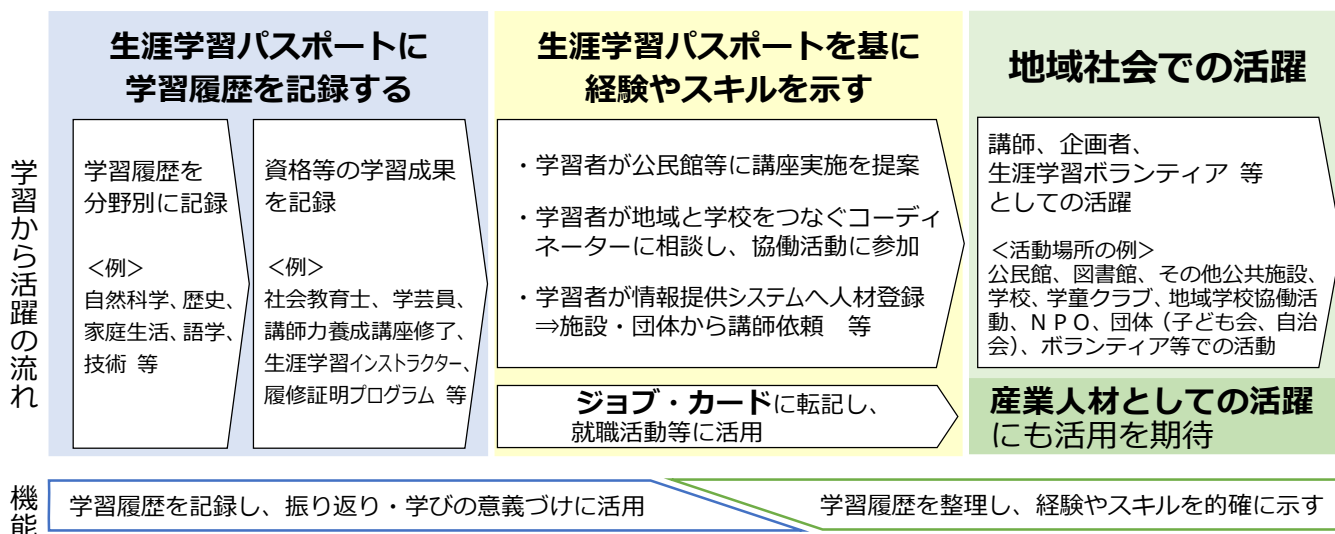 生涯学習パスポートに
学習履歴を記録する
生涯学習パスポートを基に
経験やスキルを示す
地域社会での活躍
学習から活躍の流れ
学習履歴を
分野別に記録
<例>
自然科学、歴史、
家庭生活、語学、
技術 等
資格等の学習成果
を記録
<例>
社会教育士、学芸員、
講師力養成講座修了、
生涯学習インストラクター、
履修証明プログラム 等
・学習者が公民館等に講座実施を提案
・学習者が地域と学校をつなぐコーディ
ネーターに相談し、協働活動に参加
・学習者が情報提供システムへ人材登録
⇒施設・団体から講師依頼 等
ジョブ・カードに転記し、
就職活動等に活用
講師、企画者、
生涯学習ボランティア 等
としての活躍
<活動場所の例>
公民館、図書館、その他公共施設、
学校、学童クラブ、地域学校協働活
動、NPO、団体(子ども会、自治
会)、ボランティア等での活動
産業人材としての活躍
にも活用を期待
機能
学習履歴を記録し、振り返り・学びの意義づけに活用
学習履歴を整理し、経験やスキルを的確に示す